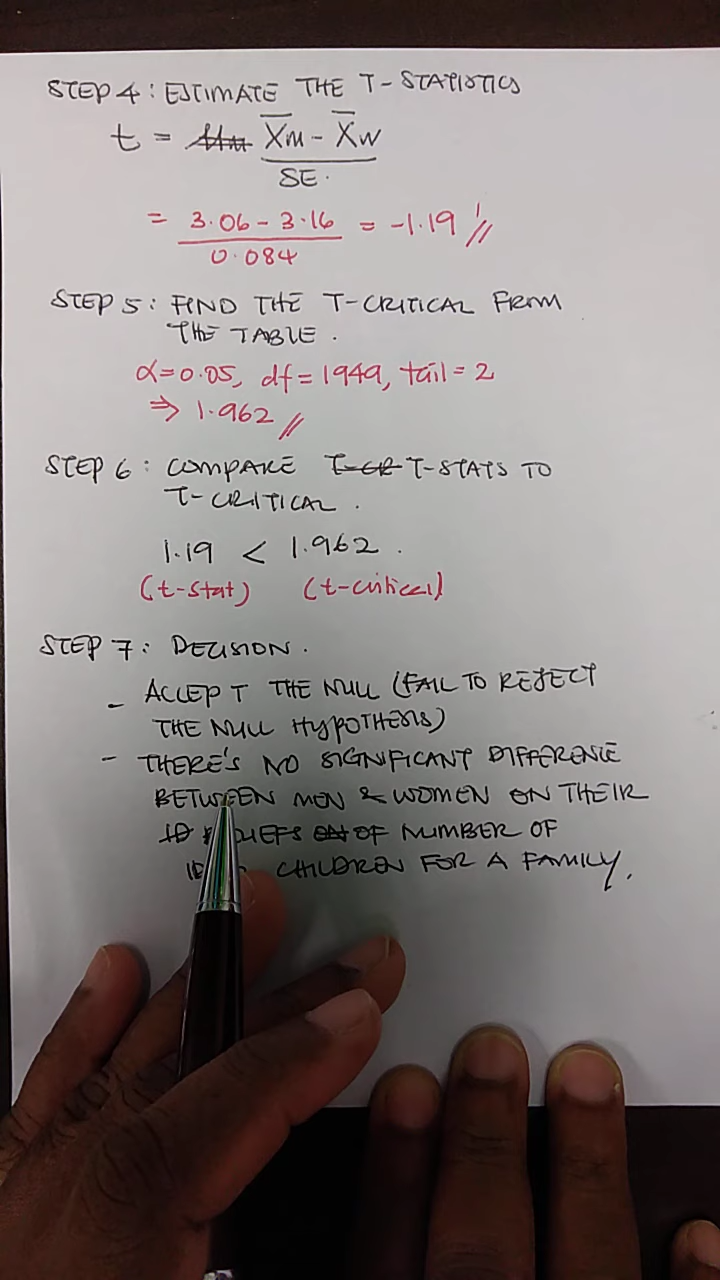 STEP 4: ESTIMATE THE T-STATISTICS
t = X̄m - X̄w
SE.
= 3.06 - 3.16 = -1.19
0.084
STEP 5: FIND THE T-CRITICAL FROM
THE TABLE.
α=0.05, df=1949, tail=2
⇒ 1.962 //
STEP 6: COMPARE T-CR T-STATS TO
T-CRITICAL.
1.19 < 1.962.
(t-stat) (t-critical)
STEP 7: DECISION.
- ACCEPT THE NULL (FAIL TO REJECT
THE NULL HYPOTHESIS)
- THERE'S NO SIGNIFICANT DIFFERENCE
BETWEEN MEN & WOMEN ON THEIR
OF NUMBER OF
CHILDREN FOR A FAMILY.